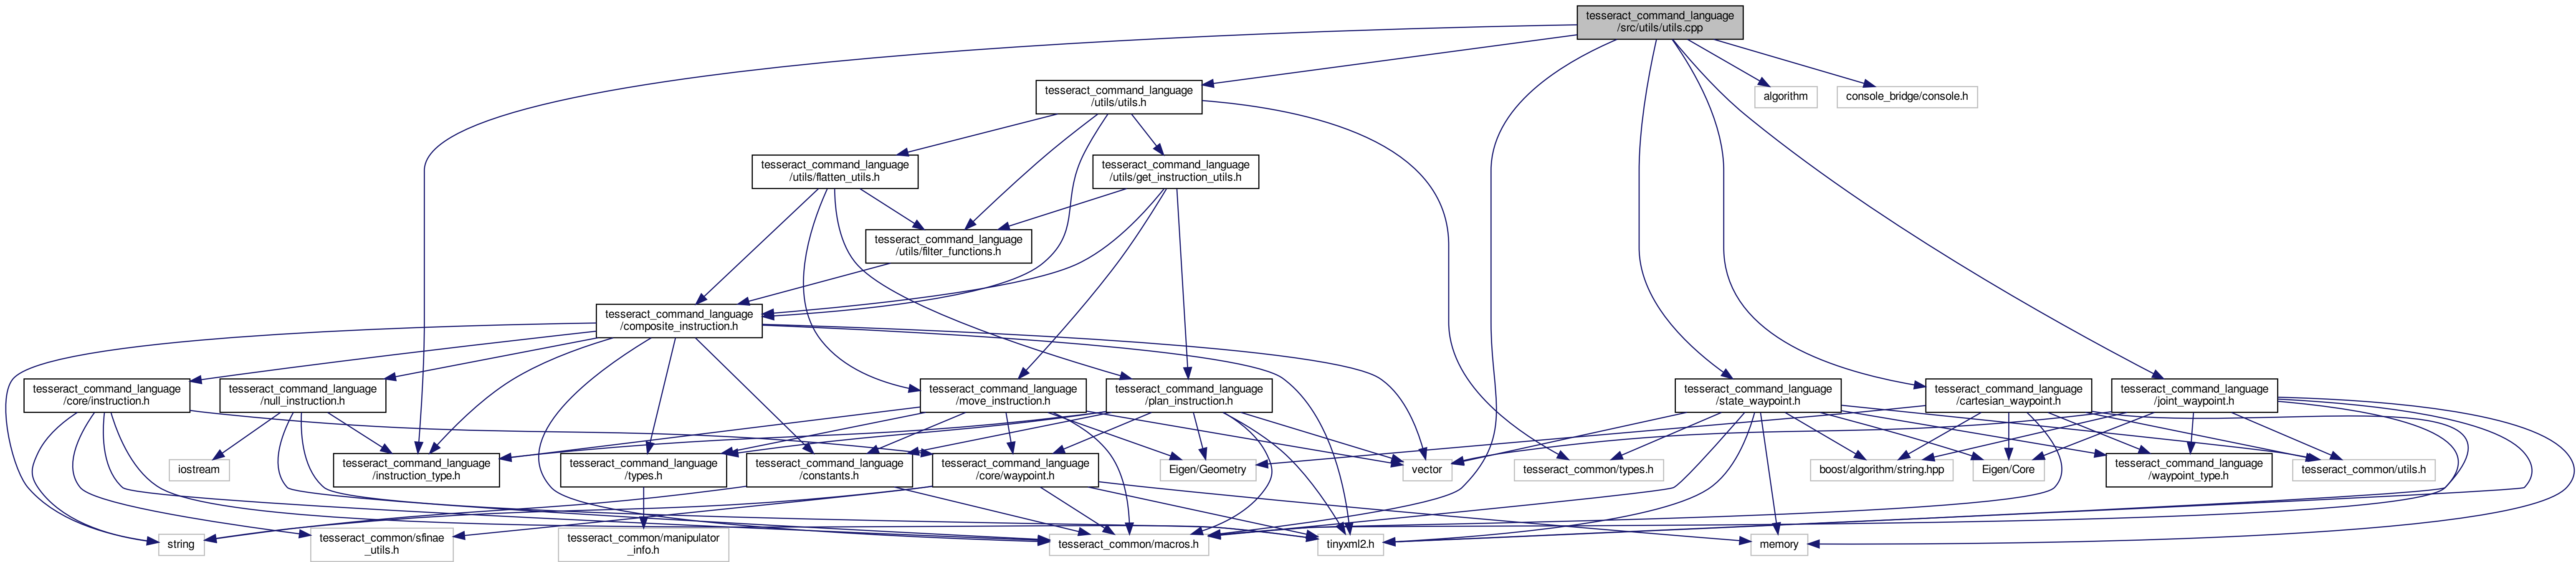 tesseract_command_language
/src/utils/utils.cpp
tesseract_command_language
/utils/utils.h
algorithm
console_bridge/console.h
tesseract_command_language
/utils/flatten_utils.h
tesseract_command_language
/utils/get_instruction_utils.h
tesseract_command_language
/utils/filter_functions.h
tesseract_command_language
/composite_instruction.h
tesseract_command_language
/core/instruction.h
tesseract_command_language
/null_instruction.h
tesseract_command_language
/move_instruction.h
tesseract_command_language
/plan_instruction.h
tesseract_command_language
/state_waypoint.h
tesseract_command_language
/cartesian_waypoint.h
tesseract_command_language
/joint_waypoint.h
iostream
tesseract_command_language
/instruction_type.h
tesseract_command_language
/types.h
tesseract_command_language
/constants.h
tesseract_command_language
/core/waypoint.h
Eigen/Geometry
vector
tesseract_common/types.h
boost/algorithm/string.hpp
Eigen/Core
tesseract_command_language
/waypoint_type.h
tesseract_common/utils.h
string
tesseract_common/sfinae
_utils.h
tesseract_common/manipulator
_info.h
tesseract_common/macros.h
tinyxml2.h
memory